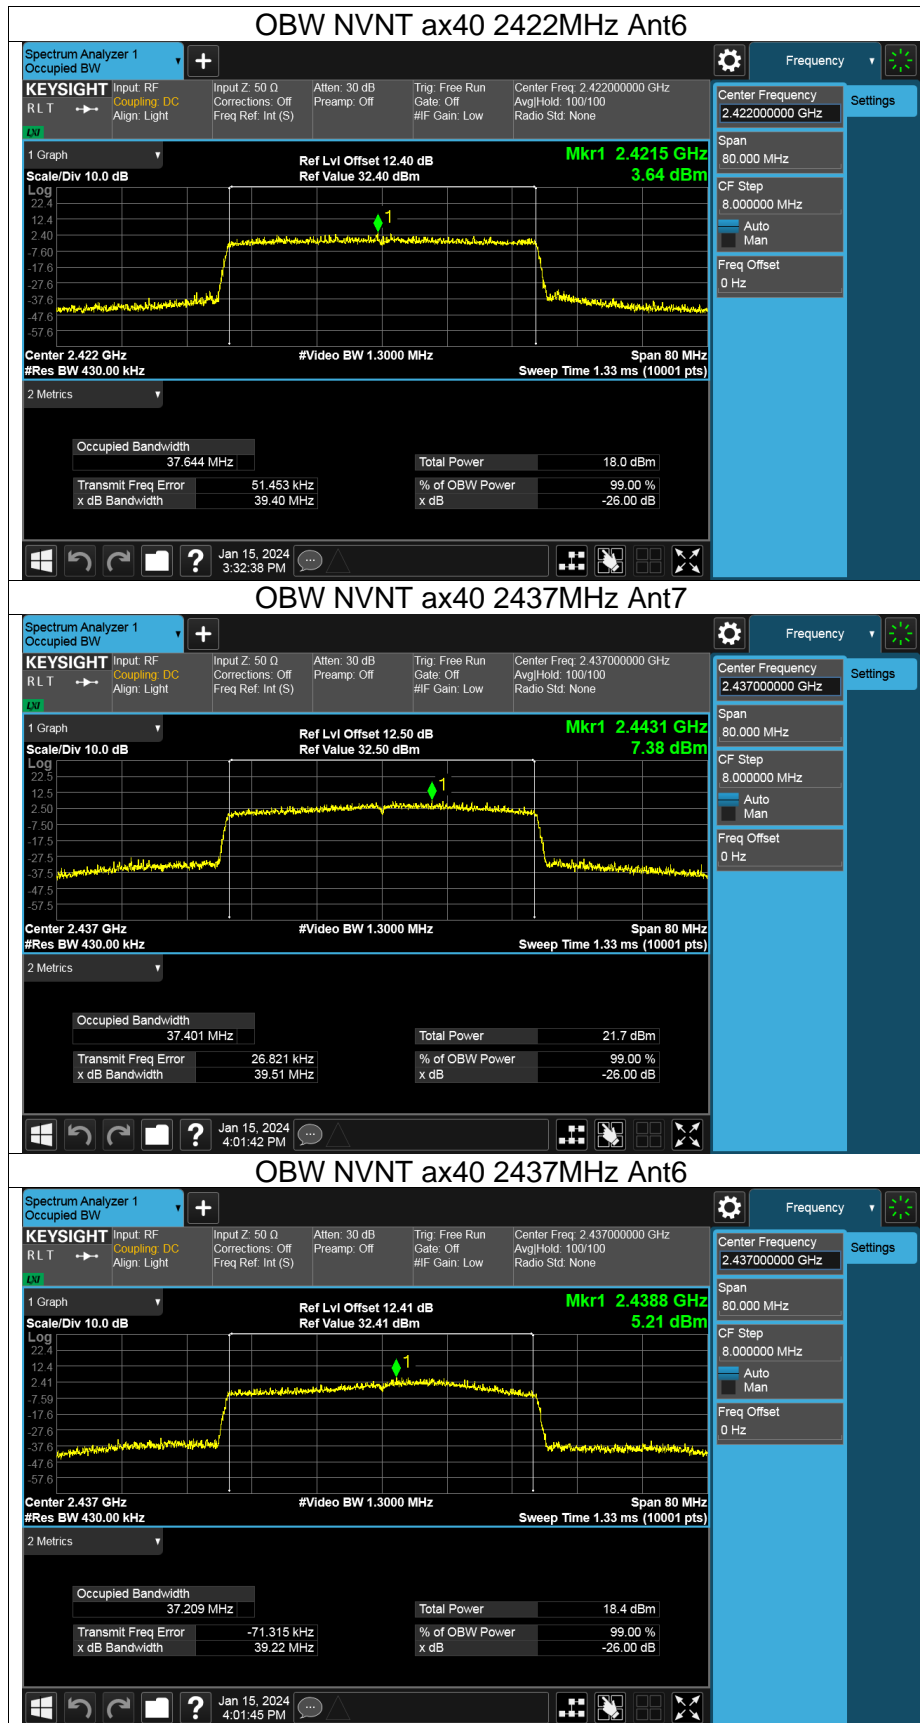 OBW NVNT ax40 2422MHz Ant6
Spectrum Analyzer 1
Occupied BW
+
Frequency
KEYSIGHT
RLT
LXI
Input: RF
Coupling: DC
Align: Light
Input Z: 50 Ω
Corrections: Off
Freq Ref: Int (S)
Atten: 30 dB
Preamp: Off
Trig: Free Run
Gate: Off
#IF Gain: Low
Center Freq: 2.422000000 GHz
Avg|Hold: 100/100
Radio Std: None
Center Frequency
2.422000000 GHz
Settings
Span
80.000 MHz
CF Step
8.000000 MHz
Auto
Man
Freq Offset
0 Hz
1 Graph
Scale/Div 10.0 dB
Ref Lvl Offset 12.40 dB
Ref Value 32.40 dBm
Mkr1 2.4215 GHz
3.64 dBm
Log
22.4
12.4
2.40
-7.60
-17.6
-27.6
-37.6
-47.6
-57.6
1
Center 2.422 GHz
#Res BW 430.00 kHz
#Video BW 1.3000 MHz
Span 80 MHz
Sweep Time 1.33 ms (10001 pts)
2 Metrics
Occupied Bandwidth
37.644 MHz
Total Power 18.0 dBm
Transmit Freq Error 51.453 kHz
% of OBW Power 99.00 %
x dB Bandwidth 39.40 MHz
x dB -26.00 dB
?
Jan 15, 2024
3:32:38 PM
OBW NVNT ax40 2437MHz Ant7
Spectrum Analyzer 1
Occupied BW
+
Frequency
KEYSIGHT
RLT
LXI
Input: RF
Coupling: DC
Align: Light
Input Z: 50 Ω
Corrections: Off
Freq Ref: Int (S)
Atten: 30 dB
Preamp: Off
Trig: Free Run
Gate: Off
#IF Gain: Low
Center Freq: 2.437000000 GHz
Avg|Hold: 100/100
Radio Std: None
Center Frequency
2.437000000 GHz
Settings
Span
80.000 MHz
CF Step
8.000000 MHz
Auto
Man
Freq Offset
0 Hz
1 Graph
Scale/Div 10.0 dB
Ref Lvl Offset 12.50 dB
Ref Value 32.50 dBm
Mkr1 2.4431 GHz
7.38 dBm
Log
22.5
12.5
2.50
-7.50
-17.5
-27.5
-37.5
-47.5
-57.5
1
Center 2.437 GHz
#Res BW 430.00 kHz
#Video BW 1.3000 MHz
Span 80 MHz
Sweep Time 1.33 ms (10001 pts)
2 Metrics
Occupied Bandwidth
37.401 MHz
Total Power 21.7 dBm
Transmit Freq Error 26.821 kHz
% of OBW Power 99.00 %
x dB Bandwidth 39.51 MHz
x dB -26.00 dB
?
Jan 15, 2024
4:01:42 PM
OBW NVNT ax40 2437MHz Ant6
Spectrum Analyzer 1
Occupied BW
+
Frequency
KEYSIGHT
RLT
LXI
Input: RF
Coupling: DC
Align: Light
Input Z: 50 Ω
Corrections: Off
Freq Ref: Int (S)
Atten: 30 dB
Preamp: Off
Trig: Free Run
Gate: Off
#IF Gain: Low
Center Freq: 2.437000000 GHz
Avg|Hold: 100/100
Radio Std: None
Center Frequency
2.437000000 GHz
Settings
Span
80.000 MHz
CF Step
8.000000 MHz
Auto
Man
Freq Offset
0 Hz
1 Graph
Scale/Div 10.0 dB
Ref Lvl Offset 12.41 dB
Ref Value 32.41 dBm
Mkr1 2.4388 GHz
5.21 dBm
Log
22.4
12.4
2.41
-7.59
-17.6
-27.6
-37.6
-47.6
-57.6
1
Center 2.437 GHz
#Res BW 430.00 kHz
#Video BW 1.3000 MHz
Span 80 MHz
Sweep Time 1.33 ms (10001 pts)
2 Metrics
Occupied Bandwidth
37.209 MHz
Total Power 18.4 dBm
Transmit Freq Error -71.315 kHz
% of OBW Power 99.00 %
x dB Bandwidth 39.22 MHz
x dB -26.00 dB
?
Jan 15, 2024
4:01:45 PM